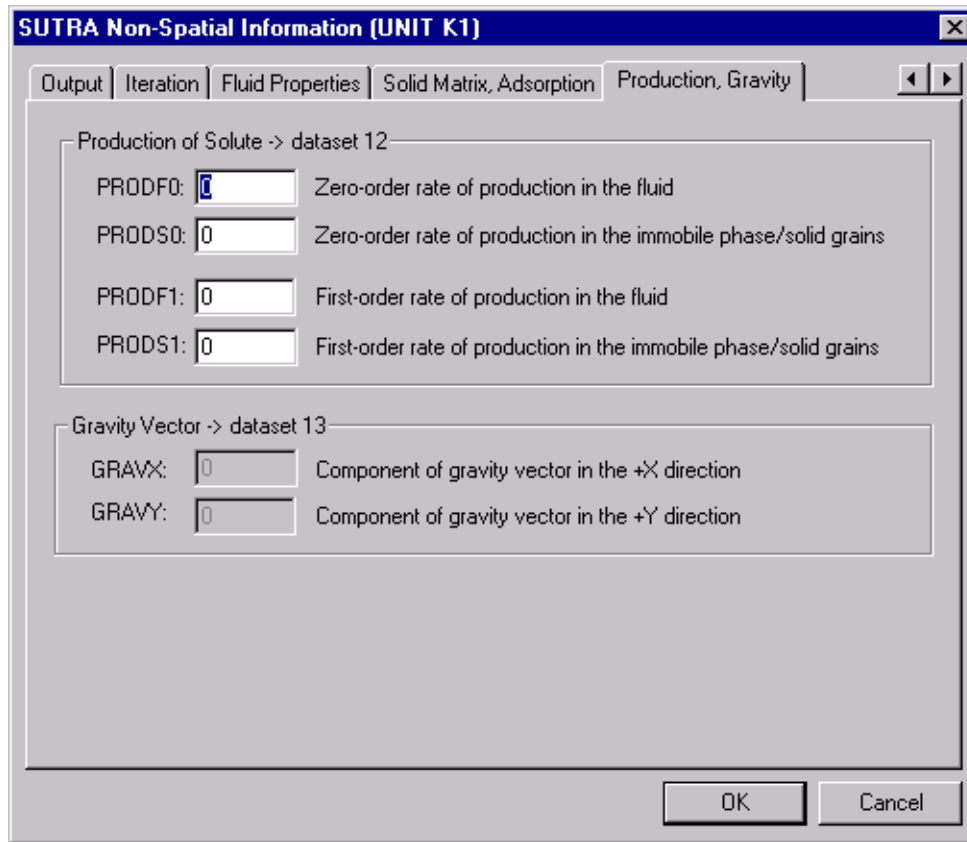 SUTRA Non-Spatial Information (UNIT K1)
Output Iteration Fluid Properties Solid Matrix, Adsorption Production, Gravity
Production of Solute -> dataset 12
PRODF0: 0 Zero-order rate of production in the fluid
PRODS0: 0 Zero-order rate of production in the immobile phase/solid grains
PRODF1: 0 First-order rate of production in the fluid
PRODS1: 0 First-order rate of production in the immobile phase/solid grains
Gravity Vector -> dataset 13
GRAVX: 0 Component of gravity vector in the +X direction
GRAVY: 0 Component of gravity vector in the +Y direction
OK Cancel